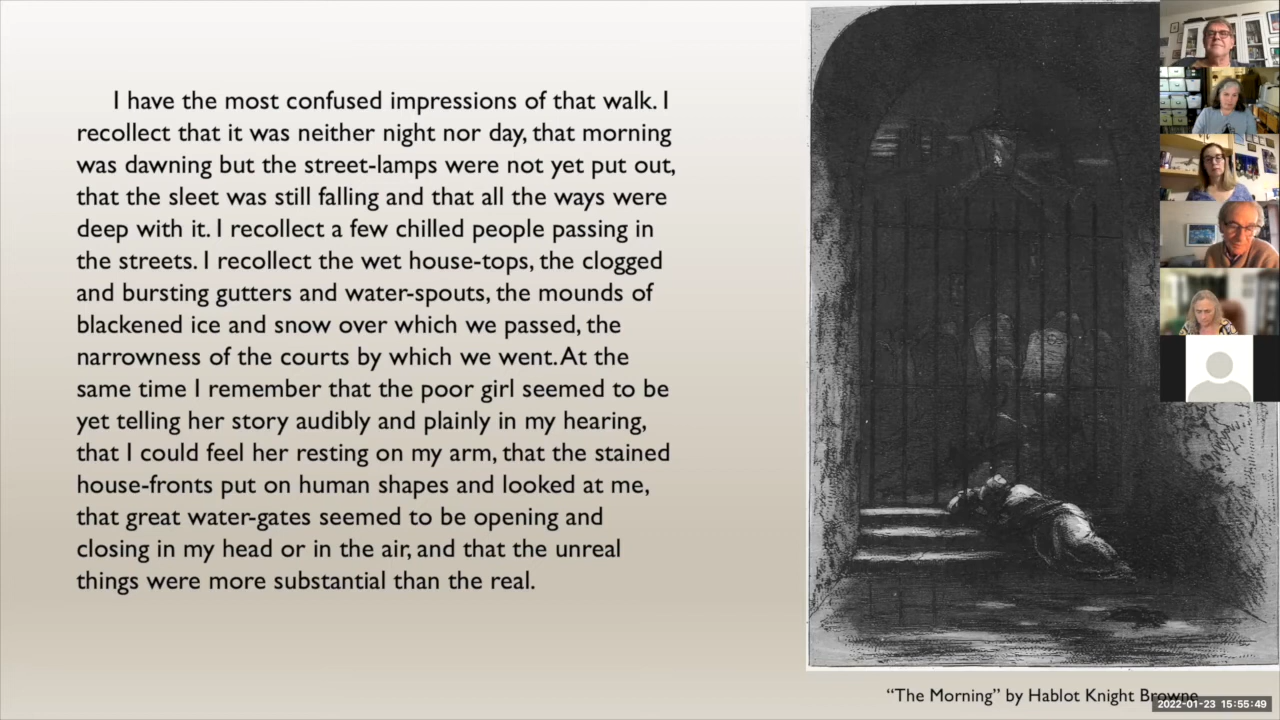 I have the most confused impressions of that walk. I
recollect that it was neither night nor day, that morning
was dawning but the street-lamps were not yet put out,
that the sleet was still falling and that all the ways were
deep with it. I recollect a few chilled people passing in
the streets. I recollect the wet house-tops, the clogged
and bursting gutters and water-spouts, the mounds of
blackened ice and snow over which we passed, the
narrowness of the courts by which we went. At the
same time I remember that the poor girl seemed to be
yet telling her story audibly and plainly in my hearing,
that I could feel her resting on my arm, that the stained
house-fronts put on human shapes and looked at me,
that great water-gates seemed to be opening and
closing in my head or in the air, and that the unreal
things were more substantial than the real.
“The Morning” by Hablot Knight Browne
2022-01-23 15:55:49